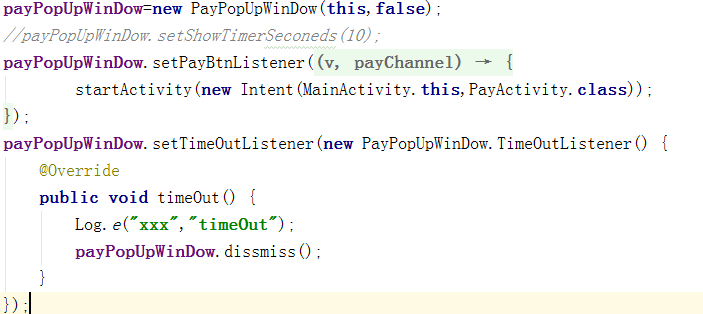 payPopUpWinDow=new PayPopUpWinDow(this,false);
//payPopUpWinDow.setShowTimerSeconeds(10);
payPopUpWinDow.setPayBtnListener((v, payChannel) → {
        startActivity(new Intent(MainActivity.this,PayActivity.class));
});
payPopUpWinDow.setTimeOutListener(new PayPopUpWinDow.TimeOutListener() {
    @Override
    public void timeOut() {
        Log.e("xxx","timeOut");
        payPopUpWinDow.dissmiss();
    }
});